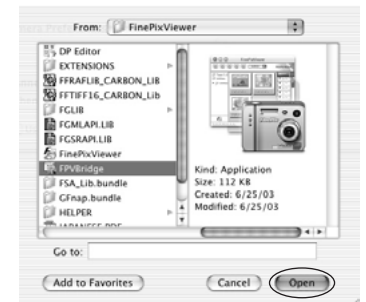 From: FinePixViewer
DP Editor
EXTENSIONS
FFRAFLIB_CARBON_LIB
FFTIFF16_CARBON_Lib
FGLIB
FGMLAPI.LIB
FGSRAPI.LIB
FinePixViewer
FPVBridge
FSA_Lib.bundle
GFnap.bundle
HELPER
Kind: Application
Size: 112 KB
Created: 6/25/03
Modified: 6/25/03
Go to:
Add to Favorites
Cancel
Open